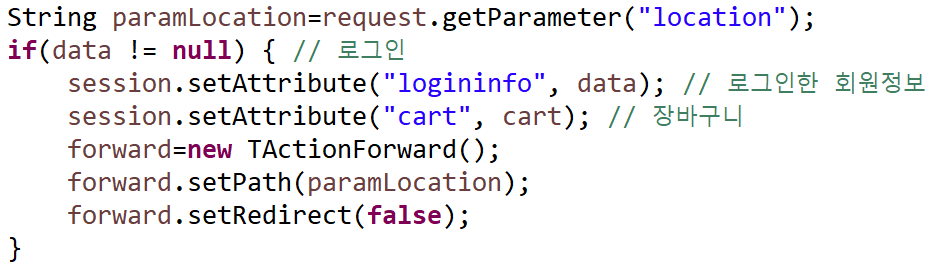 String paramLocation=request.getParameter("location");
if(data != null) { // 로그인
    session.setAttribute("logininfo", data); // 로그인한 회원정보
    session.setAttribute("cart", cart); // 장바구니
    forward=new TActionForward();
    forward.setPath(paramLocation);
    forward.setRedirect(false);
}